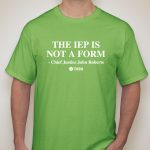 THE IEP IS
NOT A FORM
- Chief Justice John Roberts